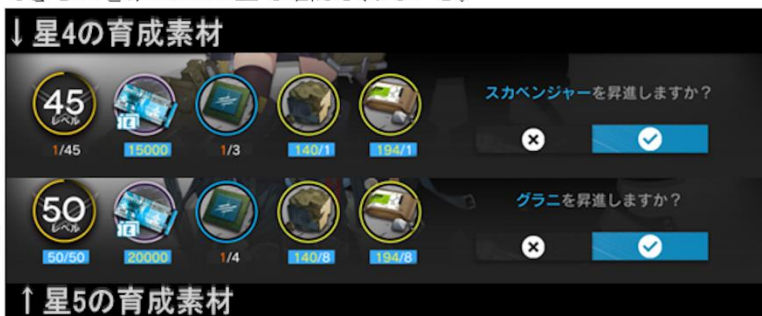 ↓星4の育成素材
45
レベル
1/45
15000
1/3
140/1
194/1
スカベンジャーを昇進しますか?
50
レベル
50/50
20000
1/4
140/8
194/8
グラニを昇進しますか?
↑星5の育成素材